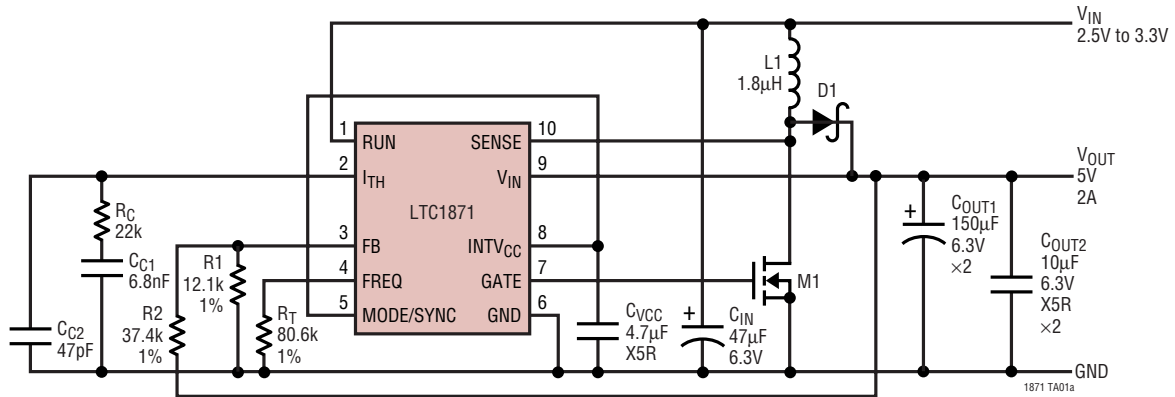 V_IN
2.5V to 3.3V
L1
1.8µH
D1
1
RUN
SENSE
10
2
I_TH
V_IN
9
LTC1871
3
FB
INTV_CC
8
4
FREQ
GATE
7
5
MODE/SYNC
GND
6
R_C
22k
C_C1
6.8nF
C_C2
47pF
R1
12.1k
1%
R2
37.4k
1%
R_T
80.6k
1%
C_VCC
4.7µF
X5R
+
C_IN
47µF
6.3V
M1
V_OUT
5V
2A
+
C_OUT1
150µF
6.3V
×2
C_OUT2
10µF
6.3V
X5R
×2
GND
1871 TA01a